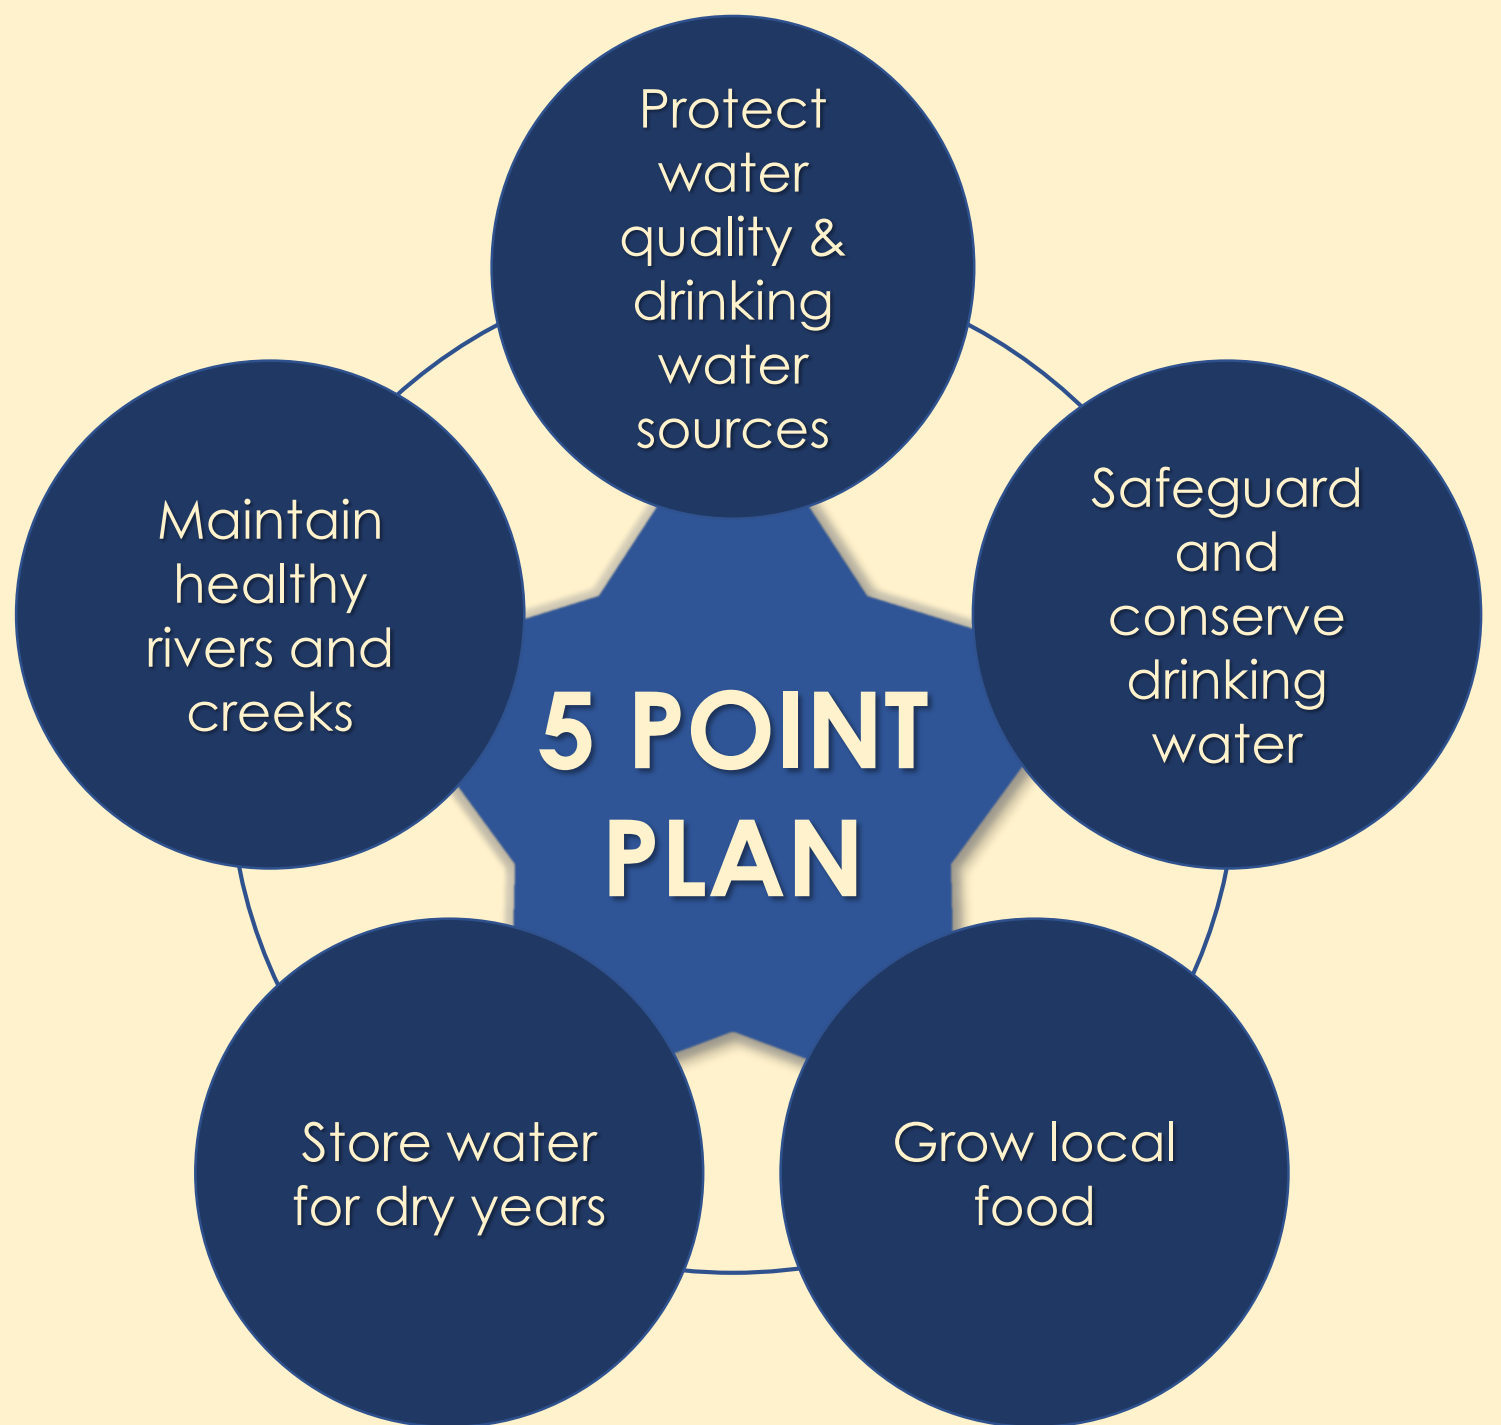 Protect
water
quality &
drinking
water
sources
Safeguard
and
conserve
drinking
water
Grow local
food
Store water
for dry years
Maintain
healthy
rivers and
creeks
5 POINT
PLAN